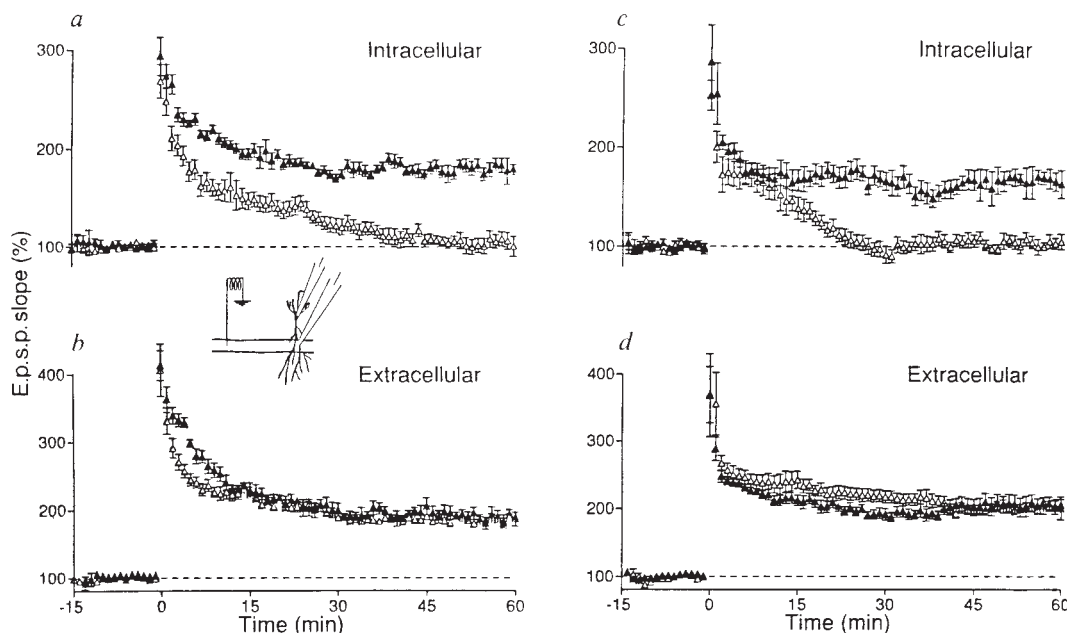 a
Intracellular
300
200
100
c
Intracellular
300
200
100
E.p.s.p. slope (%)
b
Extracellular
400
300
200
100
-15 0 15 30 45 60
Time (min)
d
Extracellular
400
300
200
100
-15 0 15 30 45 60
Time (min)